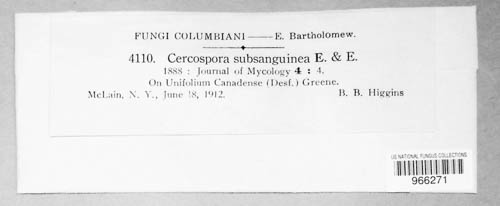 FUNGI COLUMBIANI—E. Bartholomew.
4110. Cercospora subsanguinea E. & E.
1888 : Journal of Mycology 4 : 4.
On Unifolium Canadense (Desf.) Greene.
McLain, N. Y., June 18, 1912. B. B. Higgins
US NATIONAL FUNGUS COLLECTIONS
966271